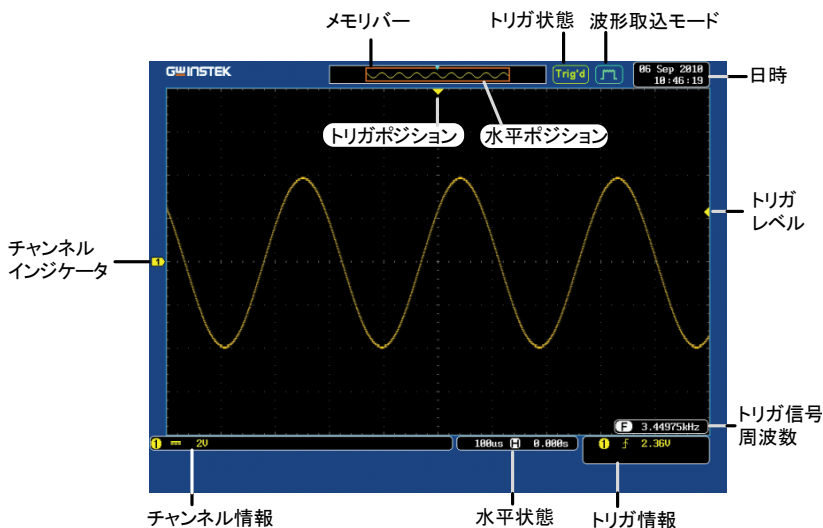 メモリバー
トリガ状態
波形取込モード
GWINSTEK
Trig'd
06 Sep 2010
10:46:19
日時
トリガポジション
水平ポジション
トリガ
レベル
チャンネル
インジケータ
1
F 3.44975kHz
トリガ信号
周波数
1 2V
100us H 0.000s
1 2.36V
チャンネル情報
水平状態
トリガ情報